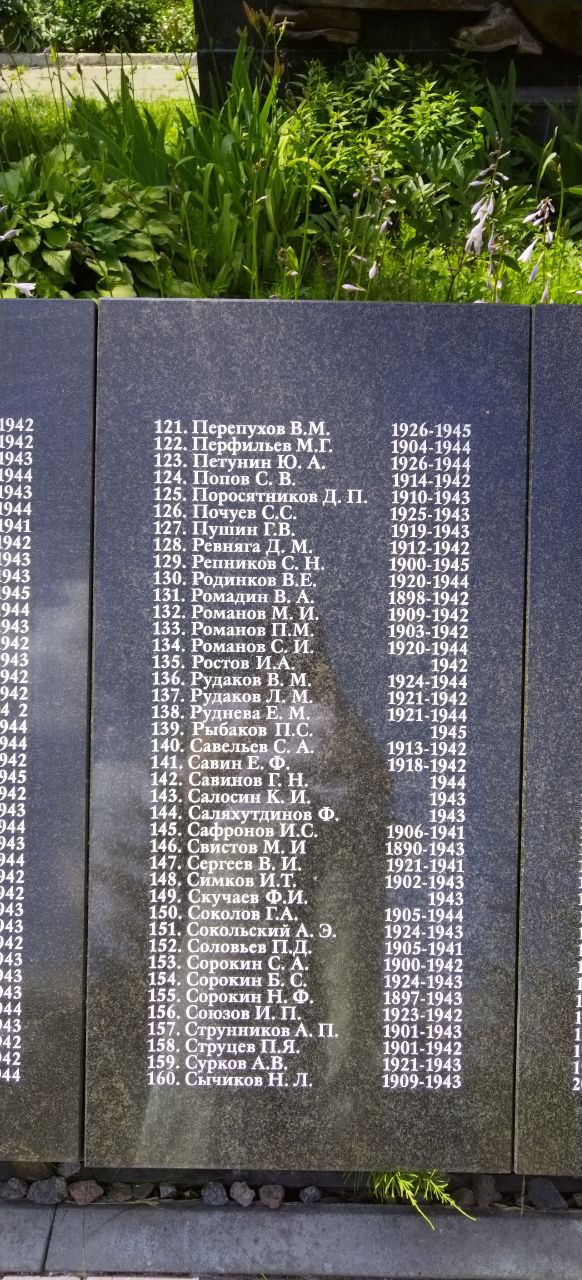 121. Перепухов В.М. 1926-1945
122. Перфильев М.Г. 1904-1944
123. Петунин Ю. А. 1926-1944
124. Попов С. В. 1914-1942
125. Поросятников Д. П. 1910-1943
126. Почуев С.С. 1925-1943
127. Пушин Г.В. 1919-1943
128. Ревняга Д. М. 1912-1942
129. Репников С. Н. 1900-1945
130. Родинков В.Е. 1920-1944
131. Ромадин В. А. 1898-1942
132. Романов М. И. 1909-1942
133. Романов П.М. 1903-1942
134. Романов С. И. 1920-1944
135. Ростов И.А. 1942
136. Рудаков В. М. 1924-1944
137. Рудаков Л. М. 1921-1942
138. Руднева Е. М. 1921-1944
139. Рыбаков П.С. 1945
140. Савельев С. А. 1913-1942
141. Савин Е. Ф. 1918-1942
142. Савинов Г. Н. 1944
143. Салосин К. И. 1943
144. Саляхутдинов Ф. 1943
145. Сафронов И.С. 1906-1941
146. Свистов М. И 1890-1943
147. Сергеев В. И. 1921-1941
148. Симков И.Т. 1902-1943
149. Скучаев Ф.И. 1943
150. Соколов Г.А. 1905-1944
151. Сокольский А. Э. 1924-1943
152. Соловьев П.Д. 1905-1941
153. Сорокин С. А. 1900-1942
154. Сорокин Б. С. 1924-1943
155. Сорокин Н. Ф. 1897-1943
156. Союзов И. П. 1923-1942
157. Струнников А. П. 1901-1943
158. Струцев П.Я. 1901-1942
159. Сурков А.В. 1921-1943
160. Сычиков Н. Л. 1909-1943